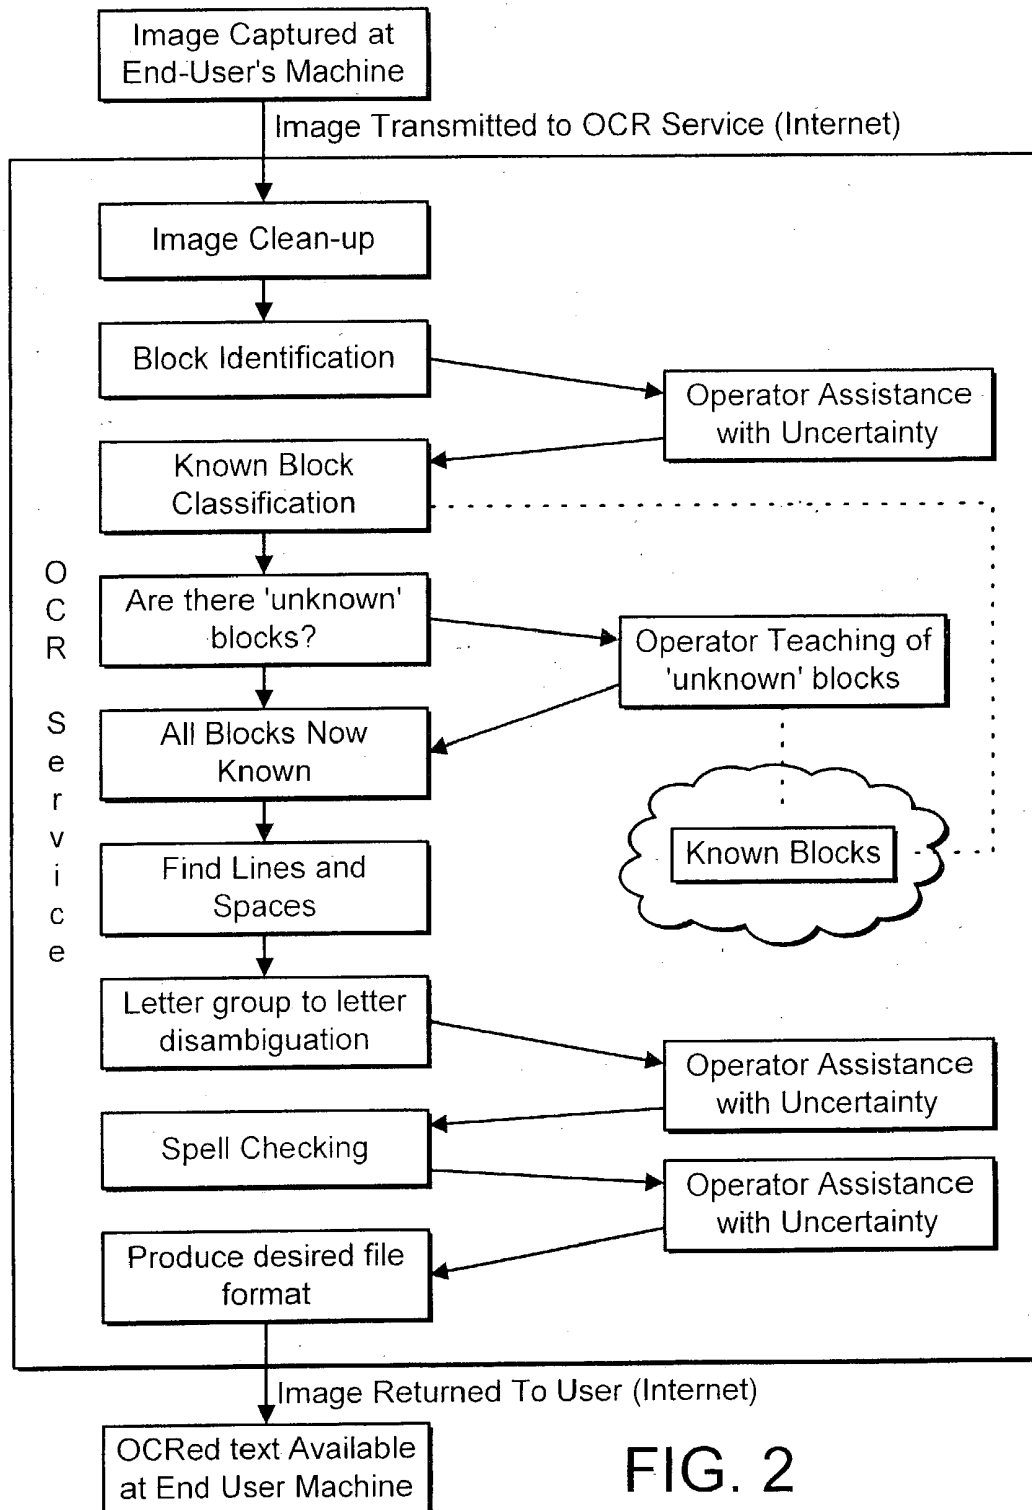 Image Captured at
End-User's Machine
Image Transmitted to OCR Service (Internet)
Image Clean-up
Block Identification
Operator Assistance
with Uncertainty
Known Block
Classification
OCR Service
Are there 'unknown'
blocks?
Operator Teaching of
'unknown' blocks
All Blocks Now
Known
Known Blocks
Find Lines and
Spaces
Letter group to letter
disambiguation
Operator Assistance
with Uncertainty
Spell Checking
Operator Assistance
with Uncertainty
Produce desired file
format
Image Returned To User (Internet)
OCRed text Available
at End User Machine
FIG. 2